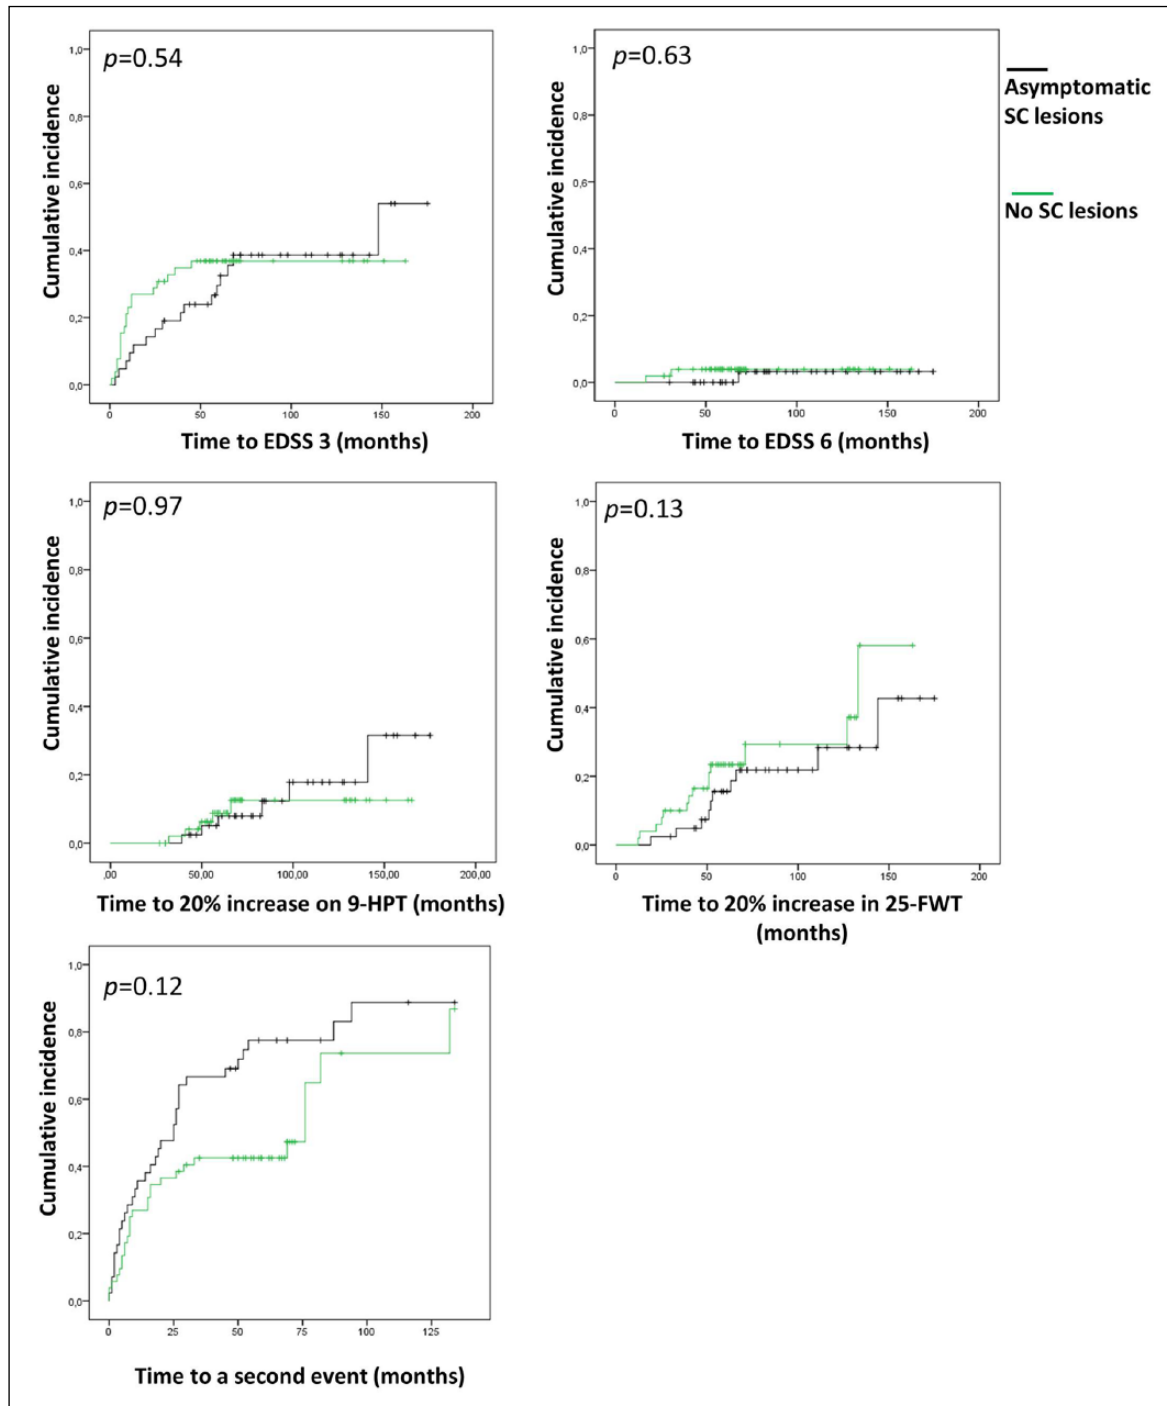 p=0.54
1,0
0,8
0,6
0,4
0,2
0,0
Cumulative incidence
0 50 100 150 200
Time to EDSS 3 (months)
p=0.63
1,0
0,8
0,6
0,4
0,2
0,0
Cumulative incidence
0 50 100 150 200
Time to EDSS 6 (months)
Asymptomatic
SC lesions
No SC lesions
p=0.97
1,0
0,8
0,6
0,4
0,2
0,0
Cumulative incidence
,00 50,00 100,00 150,00 200,00
Time to 20% increase on 9-HPT (months)
p=0.13
1,0
0,8
0,6
0,4
0,2
0,0
Cumulative incidence
0 50 100 150 200
Time to 20% increase in 25-FWT
(months)
p=0.12
1,0
0,8
0,6
0,4
0,2
0,0
Cumulative incidence
0 25 50 75 100 125
Time to a second event (months)